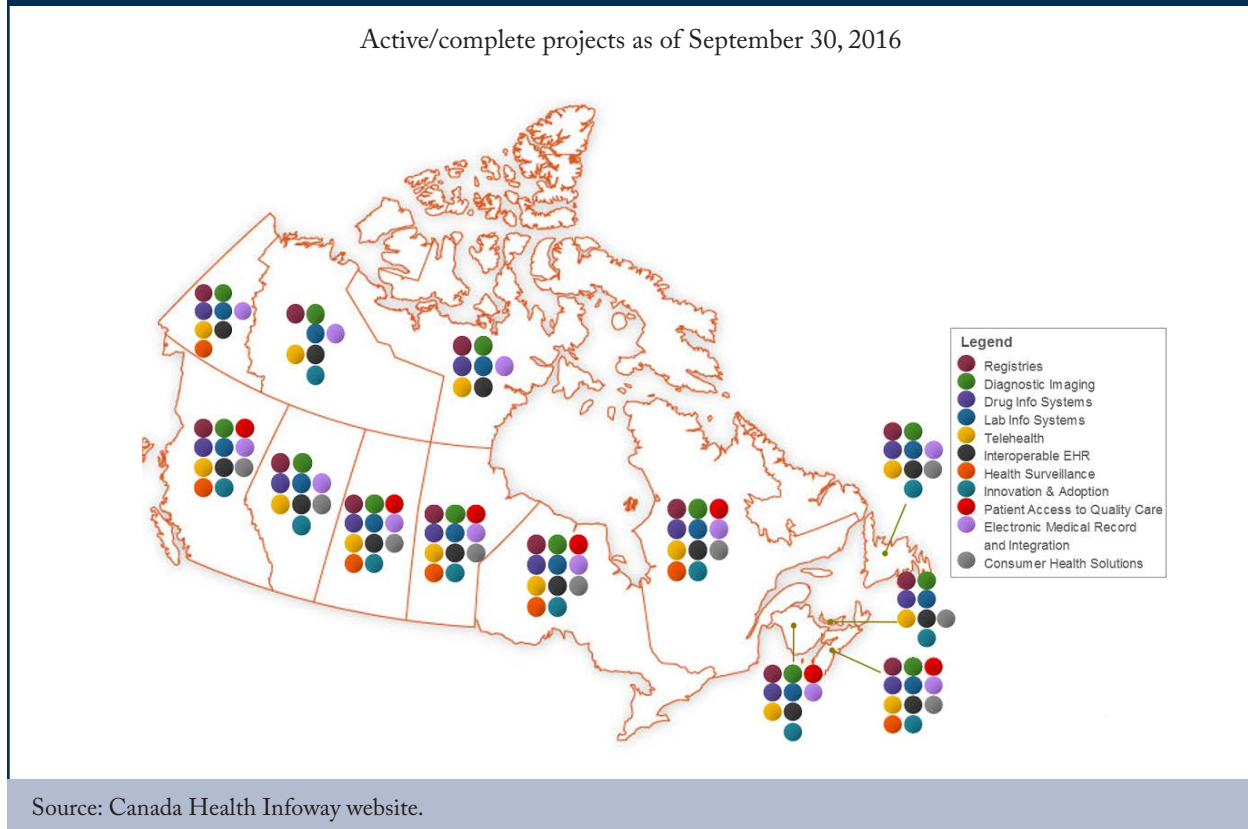 Active/complete projects as of September 30, 2016
Legend
Registries
Diagnostic Imaging
Drug Info Systems
Lab Info Systems
Telehealth
Interoperable EHR
Health Surveillance
Innovation & Adoption
Patient Access to Quality Care
Electronic Medical Record
and Integration
Consumer Health Solutions
Source: Canada Health Infoway website.